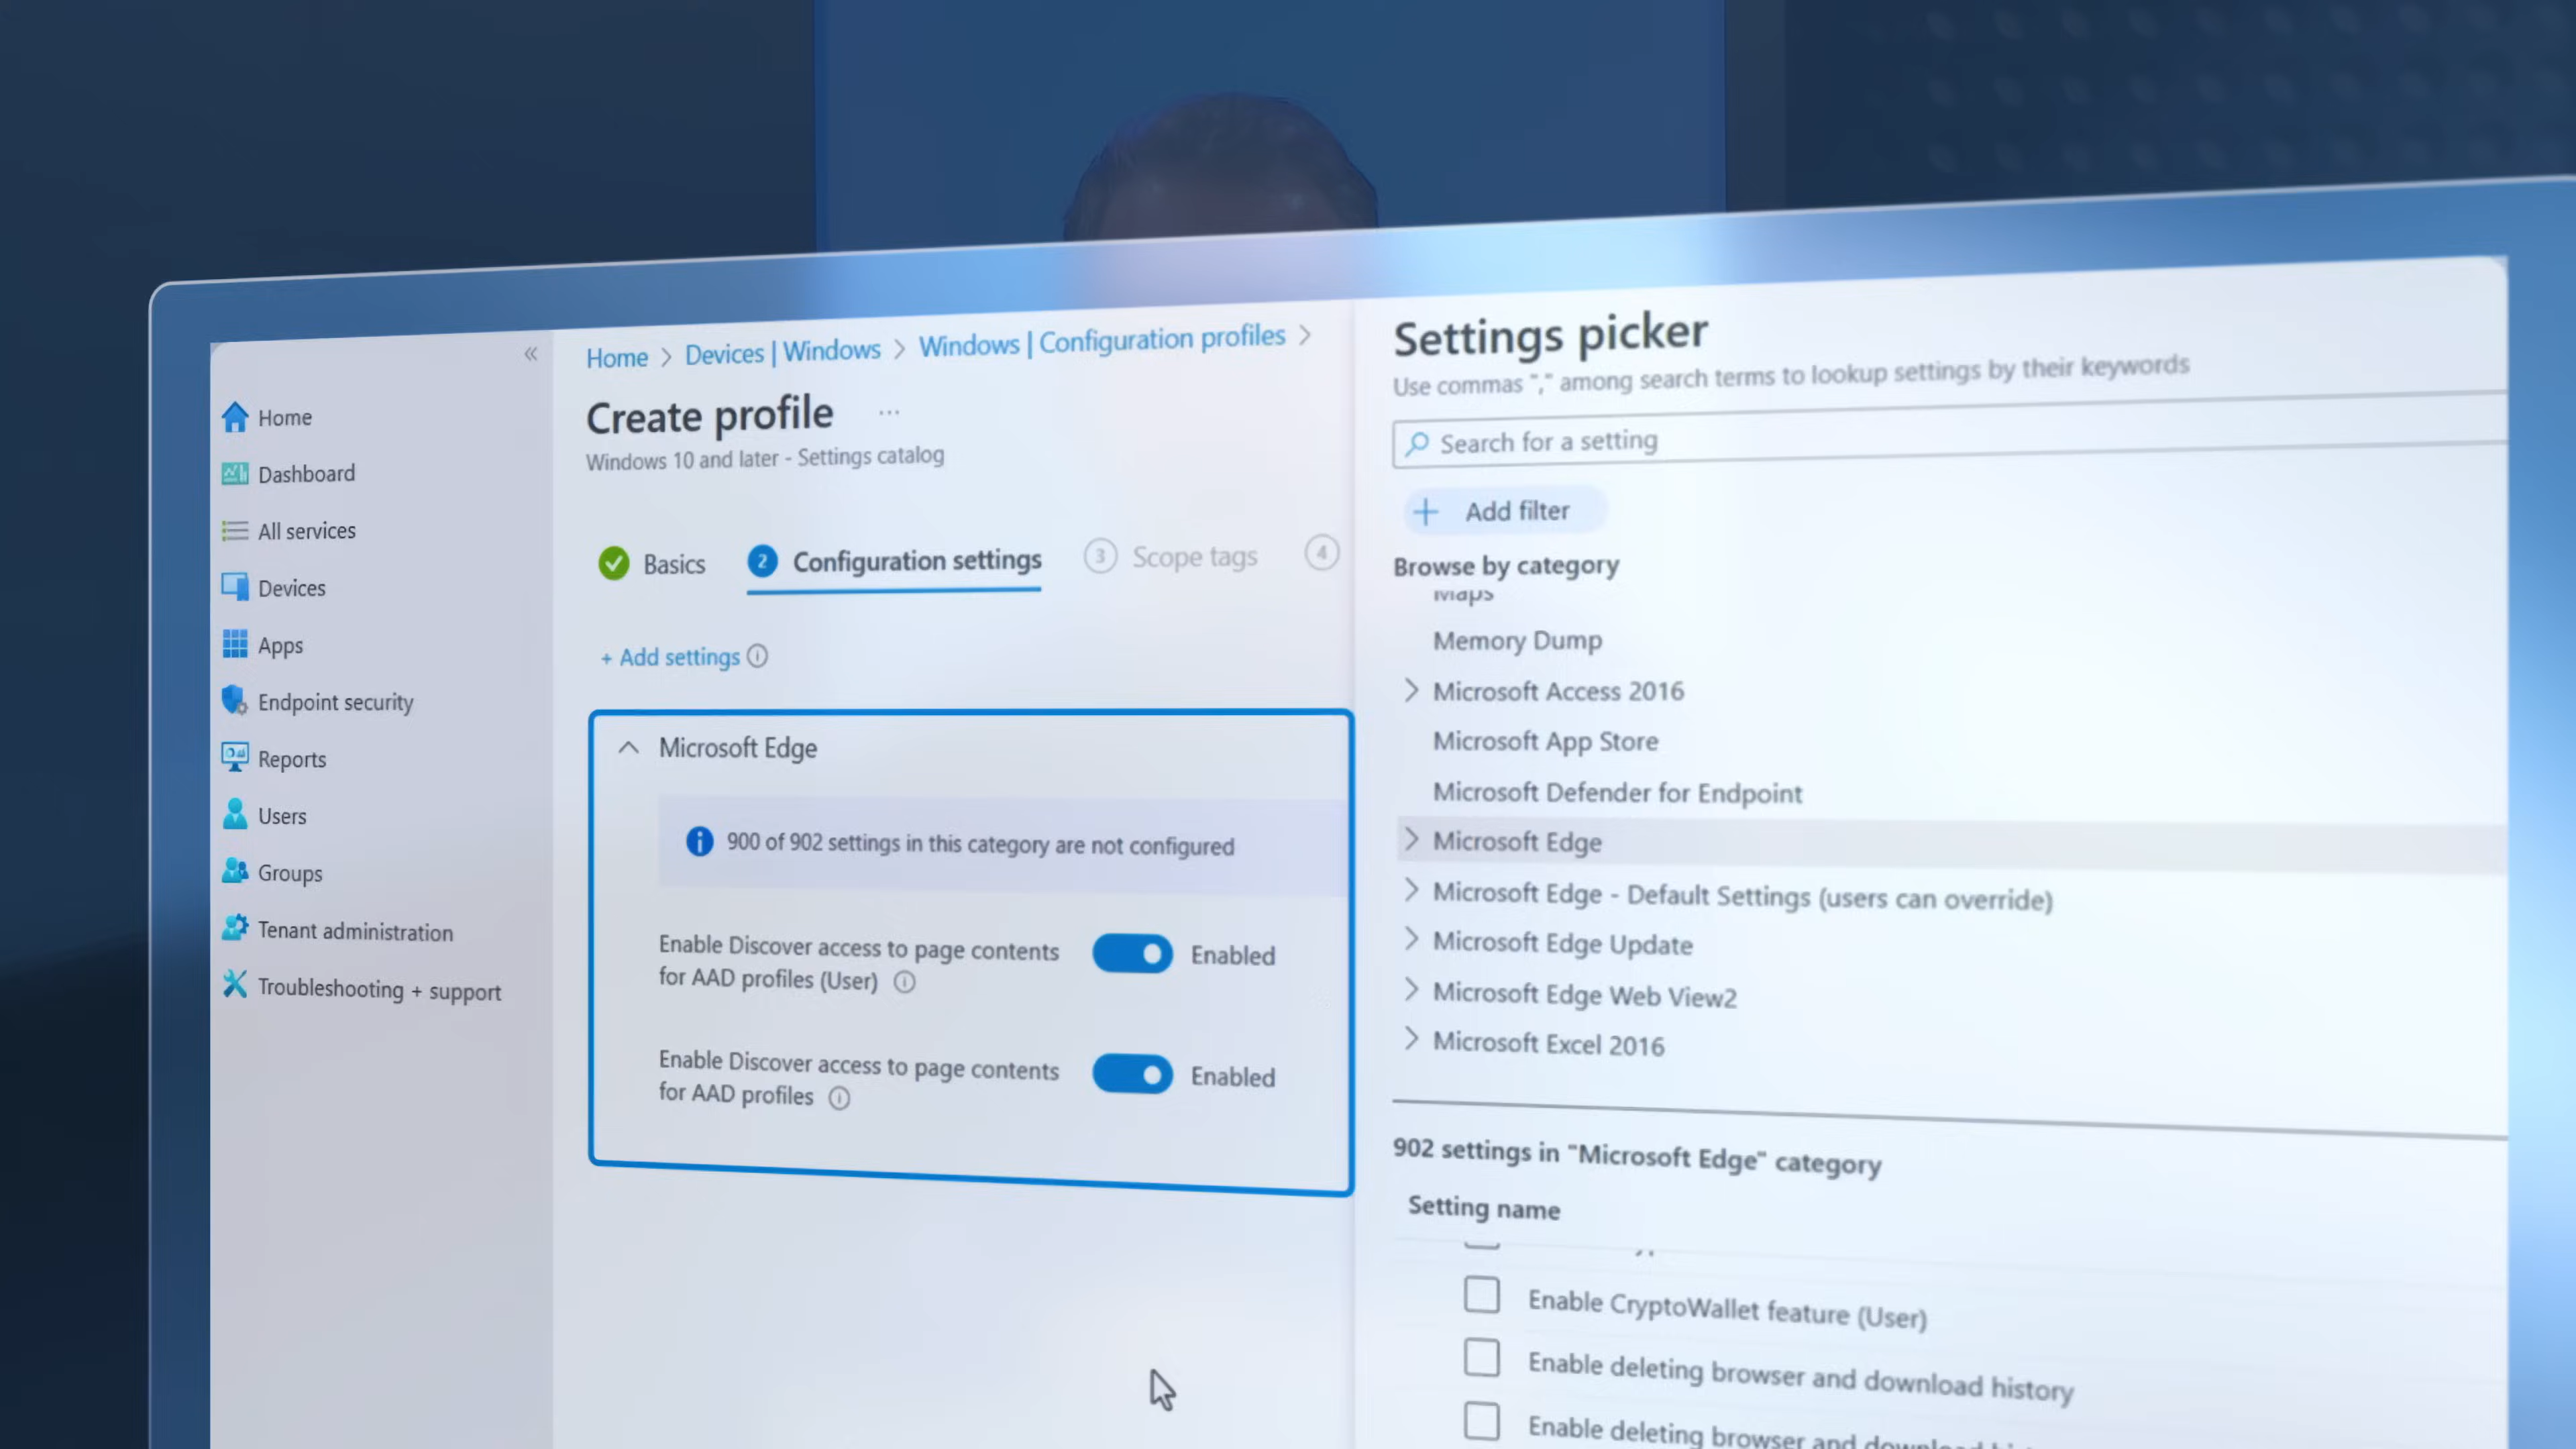 «
Home
Dashboard
All services
Devices
Apps
Endpoint security
Reports
Users
Groups
Tenant administration
Troubleshooting + support
Home > Devices | Windows > Windows | Configuration profiles >
Create profile ...
Windows 10 and later - Settings catalog
Basics 2 Configuration settings 3 Scope tags 4
+ Add settings
Microsoft Edge
900 of 902 settings in this category are not configured
Enable Discover access to page contents
for AAD profiles (User)
Enabled
Enable Discover access to page contents
for AAD profiles
Enabled
Settings picker
Use commas "," among search terms to lookup settings by their keywords
Search for a setting
+ Add filter
Browse by category
Maps
Memory Dump
Microsoft Access 2016
Microsoft App Store
Microsoft Defender for Endpoint
Microsoft Edge
Microsoft Edge - Default Settings (users can override)
Microsoft Edge Update
Microsoft Edge Web View2
Microsoft Excel 2016
902 settings in "Microsoft Edge" category
Setting name
Enable CryptoWallet feature (User)
Enable deleting browser and download history
Enable deleting browser and download